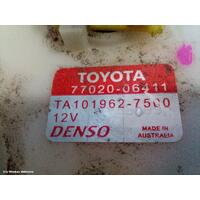 TOYOTA
77020-06411
TA101962-7500
12V
DENSO
MADE IN
AUSTRALIA